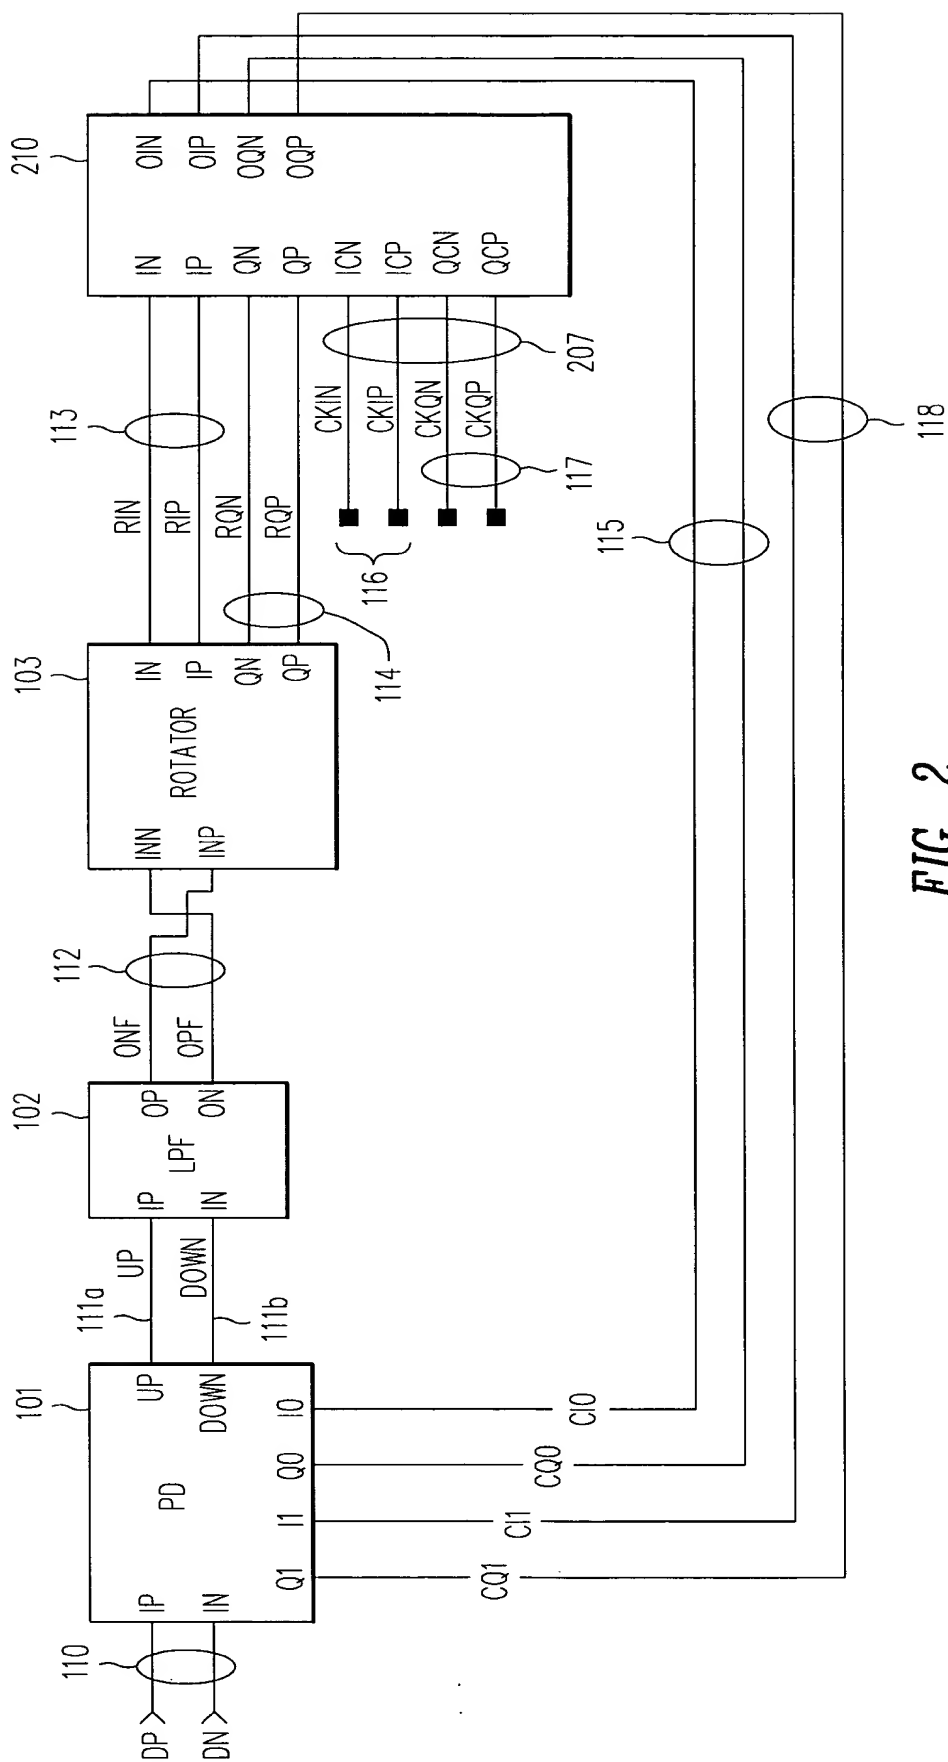 210
103
102
101
113
112
111a
111b
110
114
116
117
207
115
118
DP
DN
IP
IN
PD
UP
DOWN
Q1
I1
Q0
I0
UP
DOWN
IP
IN
LPF
OP
ON
ONF
OPF
INN
INP
ROTATOR
IN
IP
QN
QP
RIN
RIP
RQN
RQP
CKIN
CKIP
CKQN
CKQP
IN
IP
QN
QP
ICN
ICP
QCN
QCP
OIN
OIP
OQN
OQP
CI0
CQ0
CI1
CQ1
FIG. 2